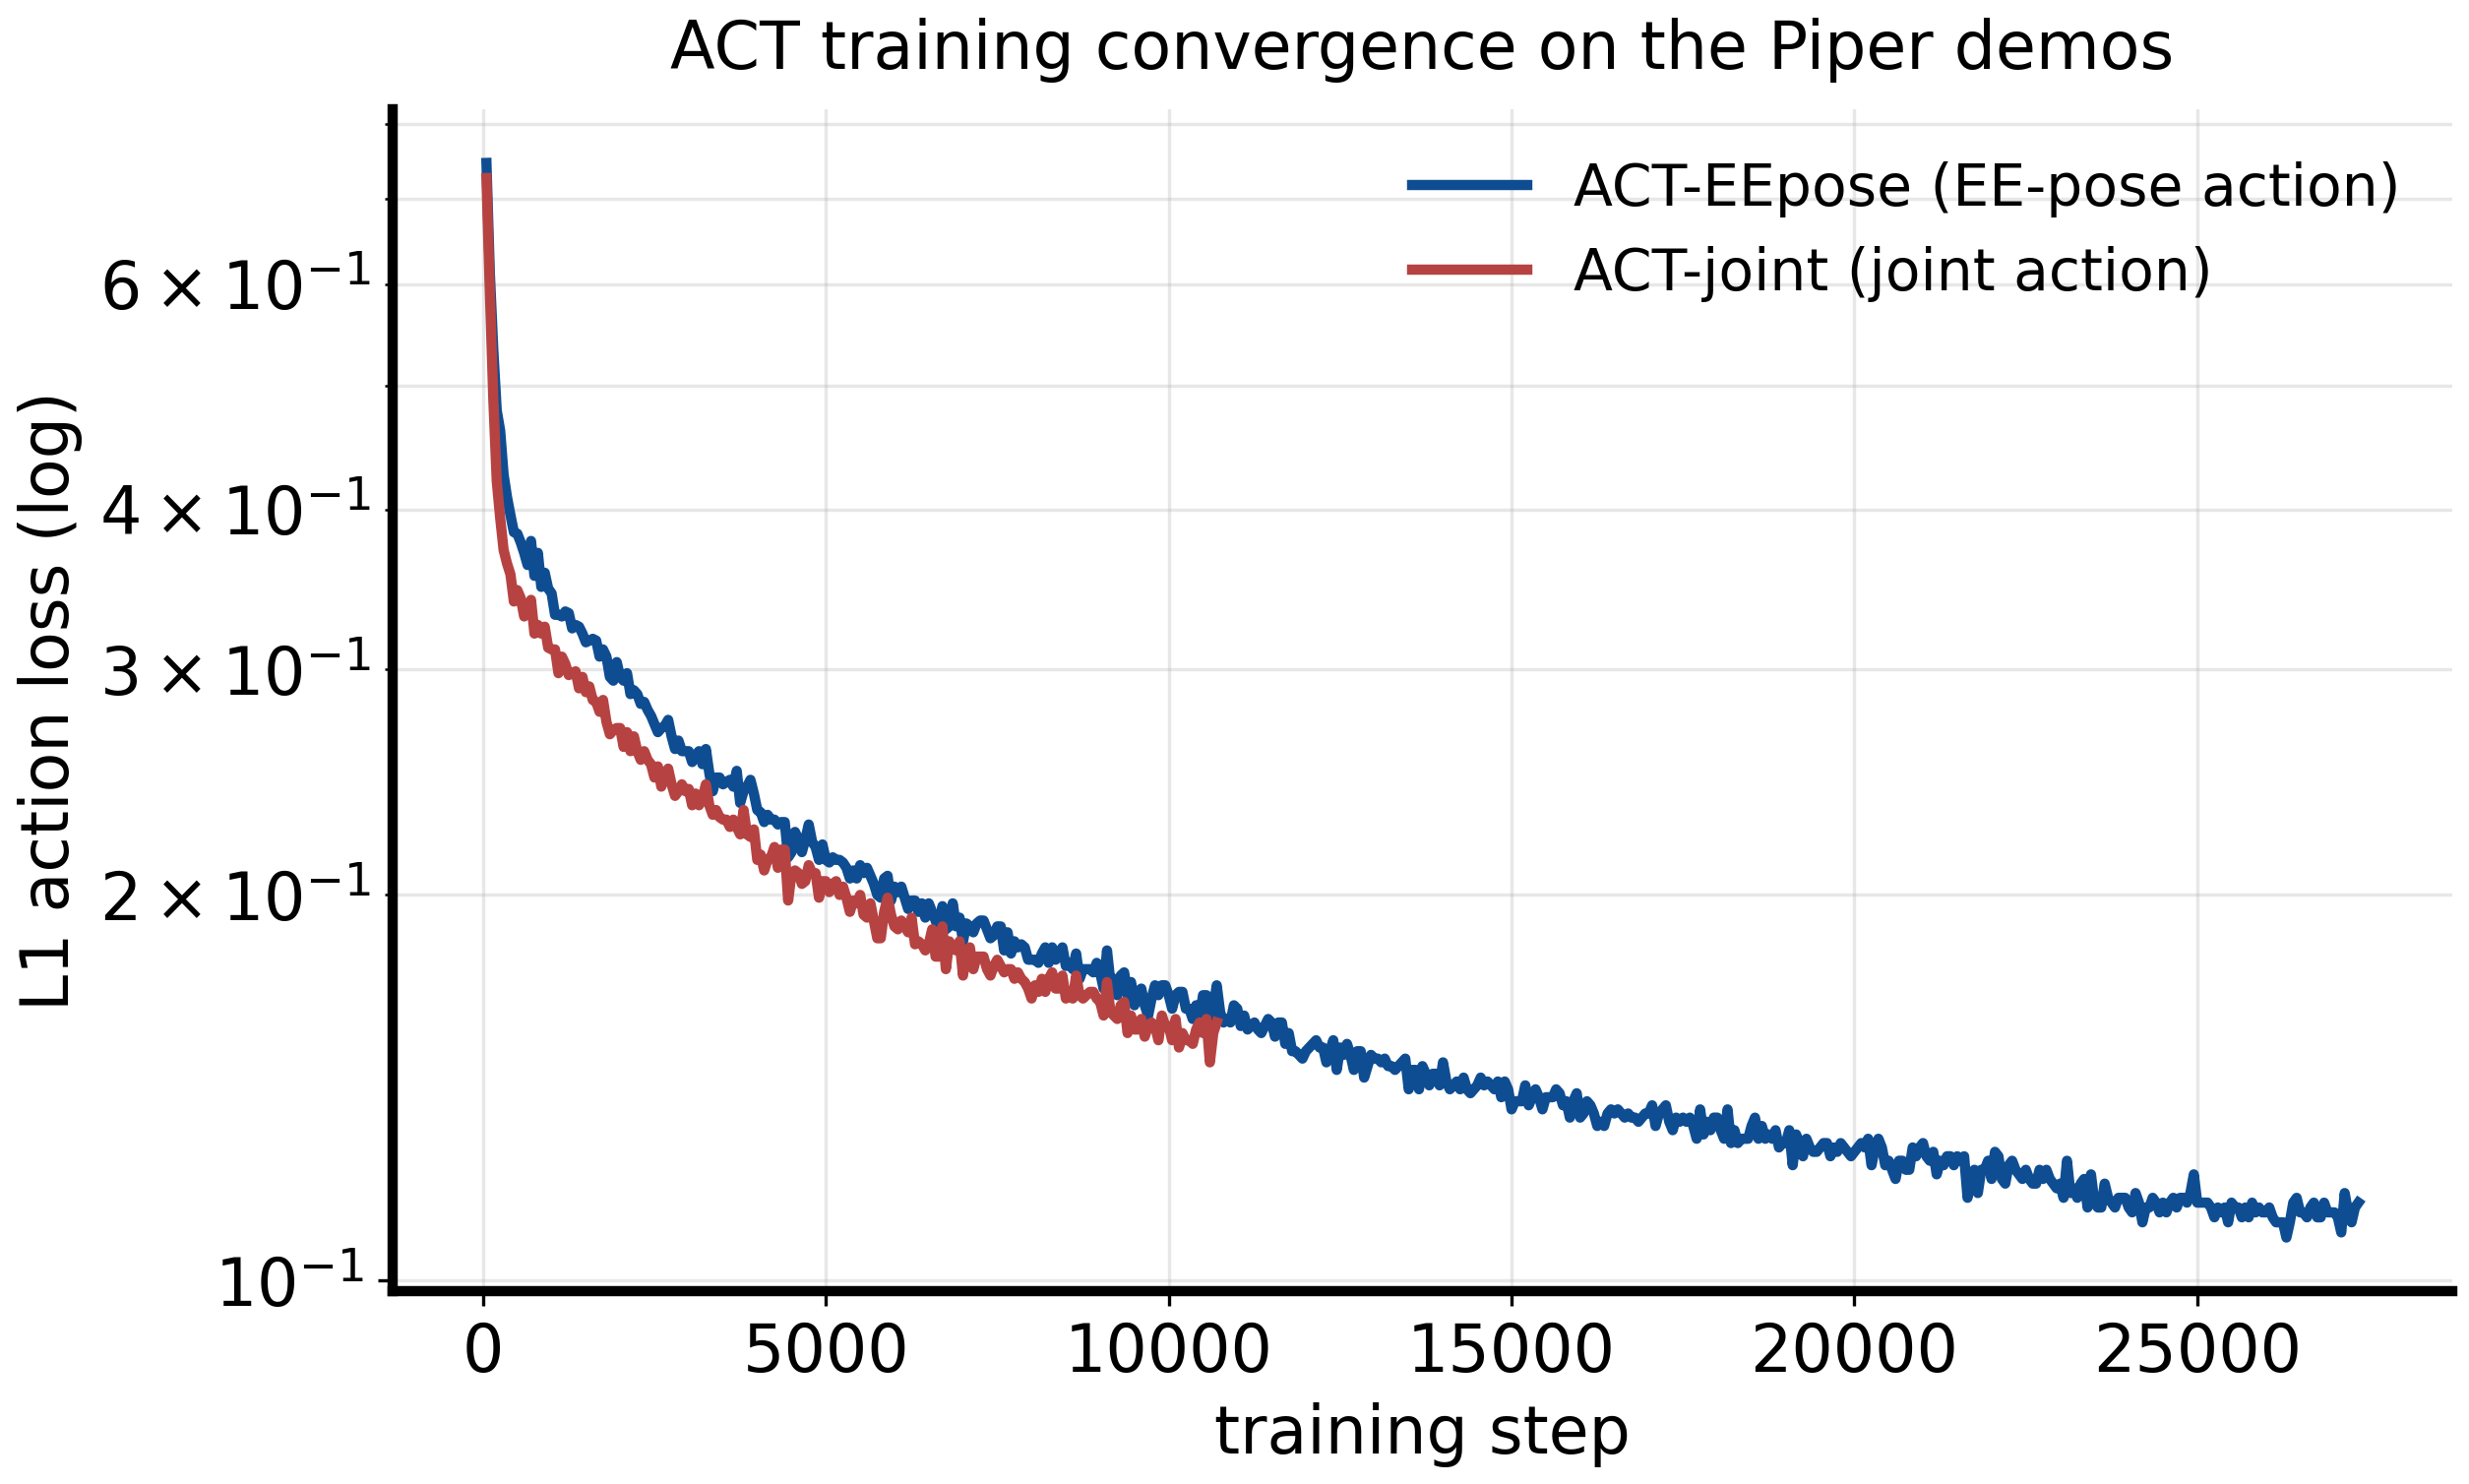 ACT training convergence on the Piper demos
ACT-EEpose (EE-pose action)
ACT-joint (joint action)
L1 action loss (log)
6 × 10⁻¹
4 × 10⁻¹
3 × 10⁻¹
2 × 10⁻¹
10⁻¹
0 5000 10000 15000 20000 25000
training step